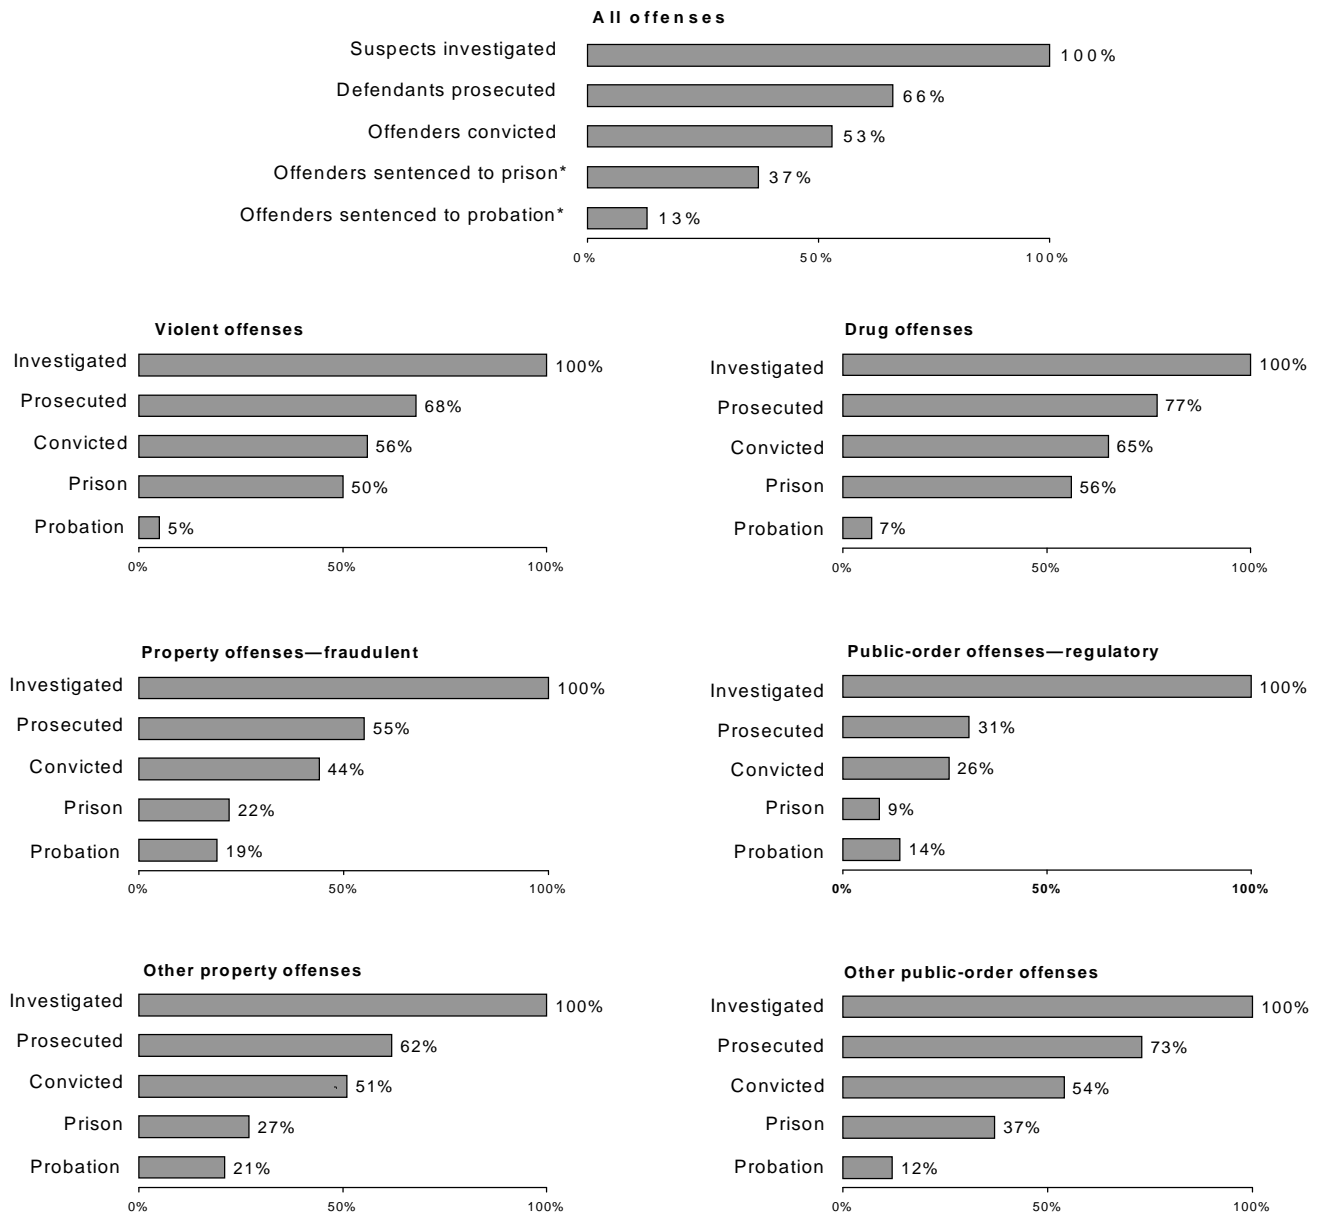 All offenses
Suspects investigated 100%
Defendants prosecuted 66%
Offenders convicted 53%
Offenders sentenced to prison* 37%
Offenders sentenced to probation* 13%
0% 50% 100%
Violent offenses
Investigated 100%
Prosecuted 68%
Convicted 56%
Prison 50%
Probation 5%
0% 50% 100%
Drug offenses
Investigated 100%
Prosecuted 77%
Convicted 65%
Prison 56%
Probation 7%
0% 50% 100%
Property offenses—fraudulent
Investigated 100%
Prosecuted 55%
Convicted 44%
Prison 22%
Probation 19%
0% 50% 100%
Public-order offenses—regulatory
Investigated 100%
Prosecuted 31%
Convicted 26%
Prison 9%
Probation 14%
0% 50% 100%
Other property offenses
Investigated 100%
Prosecuted 62%
Convicted 51%
Prison 27%
Probation 21%
0% 50% 100%
Other public-order offenses
Investigated 100%
Prosecuted 73%
Convicted 54%
Prison 37%
Probation 12%
0% 50% 100%